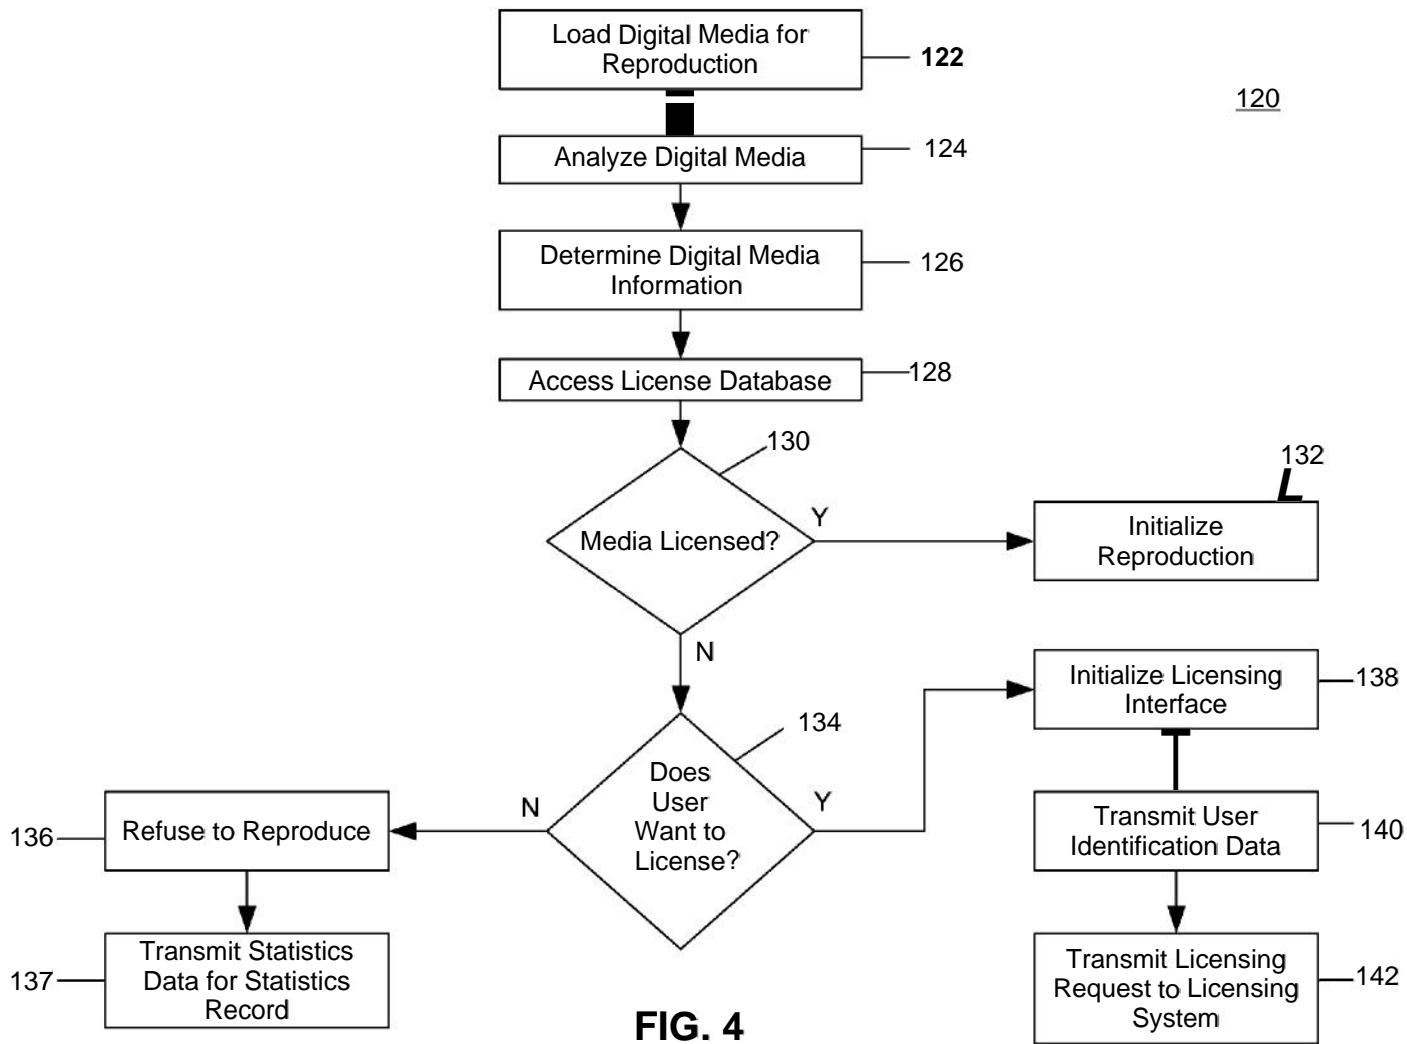 Load Digital Media for
Reproduction
122
120
Analyze Digital Media
124
Determine Digital Media
Information
126
Access License Database
128
130
132
Media Licensed?
Y
Initialize
Reproduction
N
Initialize Licensing
Interface
138
134
Does
User
Want to
License?
N
Y
136
Refuse to Reproduce
Transmit User
Identification Data
140
137
Transmit Statistics
Data for Statistics
Record
Transmit Licensing
Request to Licensing
System
142
FIG. 4